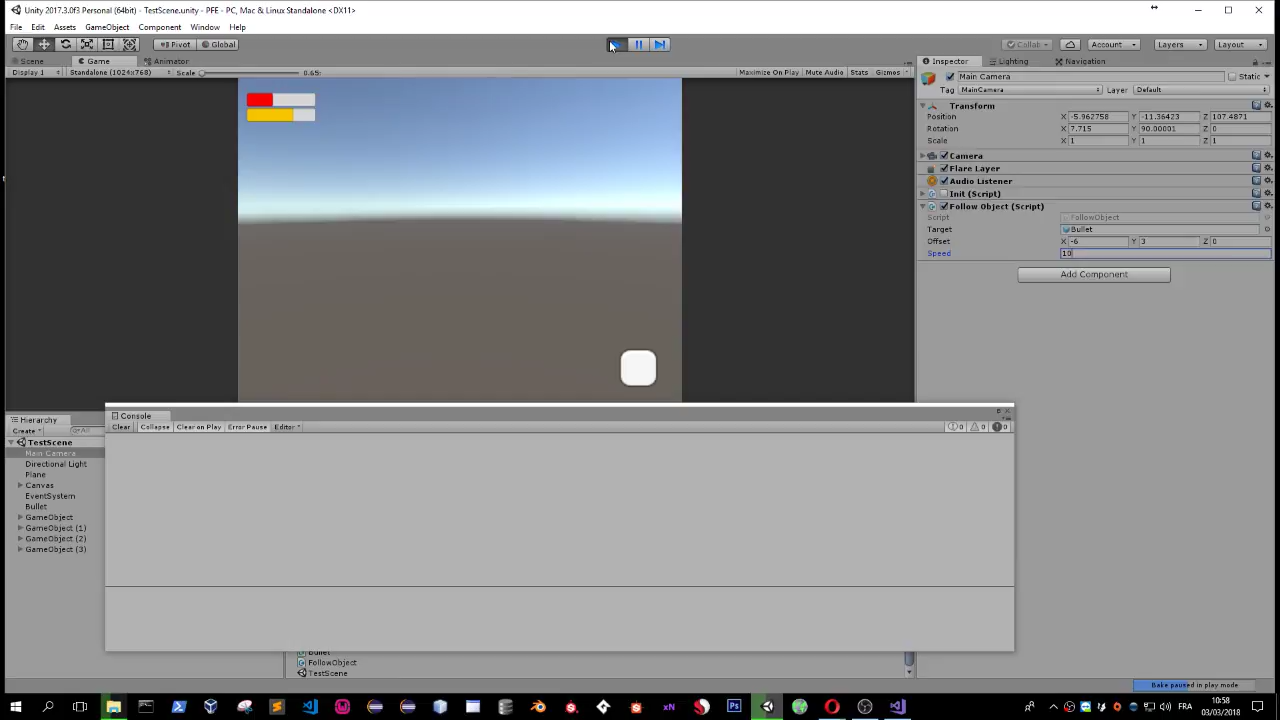 Unity 2017.3.0f3 Personal (64bit) - TestScene.unity - PFE - PC, Mac & Linux Standalone <DX11>
File Edit Assets GameObject Component Window Help
Pivot Global Collab Account Layers Layout
Scene Game Animator Inspector Lighting Navigation
Display 1 Standalone (1024x768) Scale 0.65: Maximize On Play Mute Audio Stats Gizmos
Main Camera Static
Tag MainCamera Layer Default
Transform
Position X -5.962758 Y -11.36423 Z 107.4871
Rotation X 7.715 Y 90.00001 Z 0
Scale X 1 Y 1 Z 1
Camera
Flare Layer
Audio Listener
Init (Script)
Follow Object (Script)
Script FollowObject
Target Bullet
Offset X -6 Y 3 Z 0
Speed 10
Add Component
Hierarchy
Create All
TestScene
Main Camera
Directional Light
Plane
Canvas
EventSystem
Bullet
GameObject
GameObject (1)
GameObject (2)
GameObject (3)
Console
Clear Collapse Clear on Play Error Pause Editor 0 0 0
Bullet
FollowObject
TestScene
Bake paused in play mode
FRA 10:58
03/03/2018